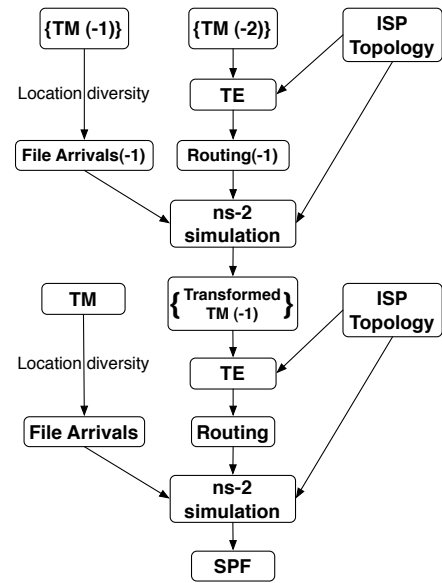 {TM (-1)}
{TM (-2)}
ISP
Topology
Location diversity
TE
File Arrivals(-1)
Routing(-1)
ns-2
simulation
{ Transformed }
TM (-1)
TM
ISP
Topology
Location diversity
TE
File Arrivals
Routing
ns-2
simulation
SPF